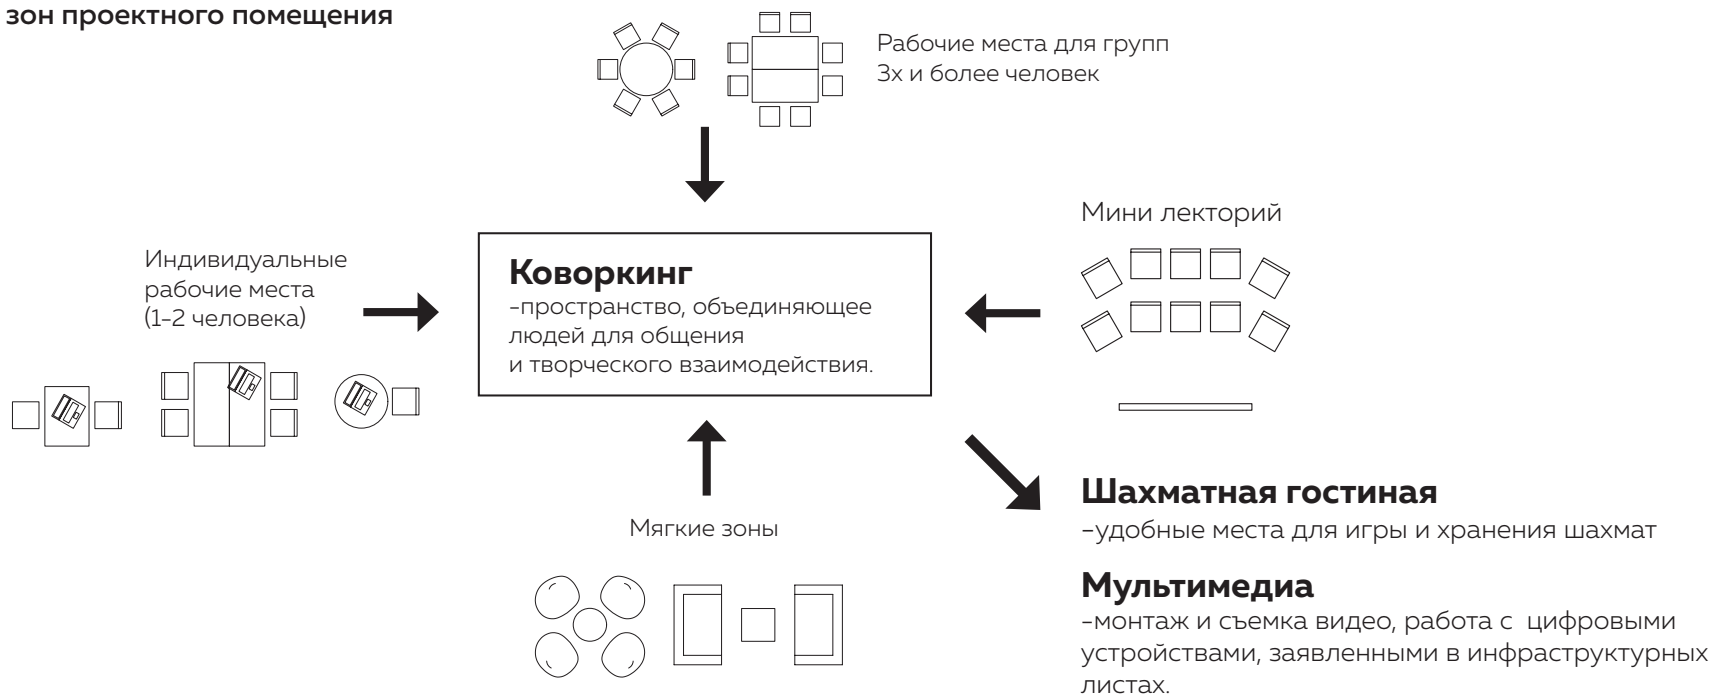 зон проектного помещения
Рабочие места для групп
3х и более человек
Мини лекторий
Индивидуальные
рабочие места
(1-2 человека)
Коворкинг
-пространство, объединяющее
людей для общения
и творческого взаимодействия.
Мягкие зоны
Шахматная гостиная
-удобные места для игры и хранения шахмат
Мультимедиа
-монтаж и съемка видео, работа с цифровыми
устройствами, заявленными в инфраструктурных
листах.